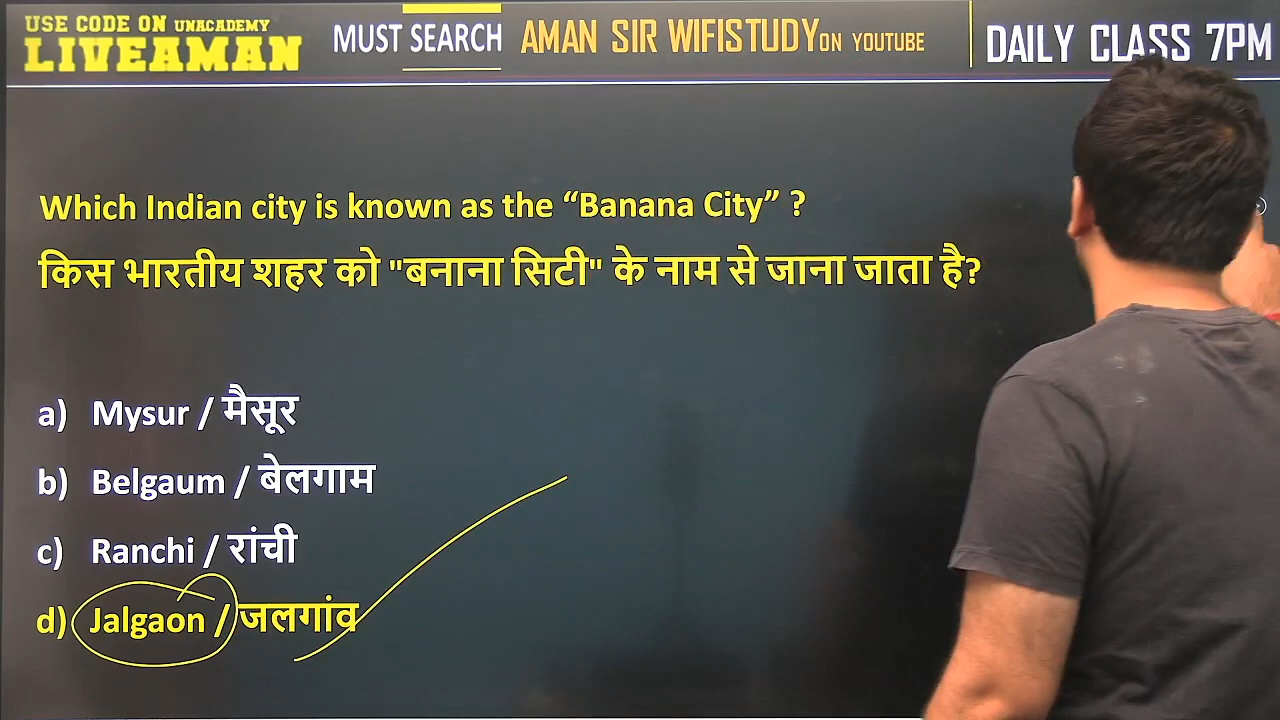 USE CODE ON UNACADEMY
LIVEAMAN
MUST SEARCH AMAN SIR WIFISTUDY ON YOUTUBE
DAILY CLASS 7PM
Which Indian city is known as the “Banana City” ?
किस भारतीय शहर को "बनाना सिटी" के नाम से जाना जाता है?
a) Mysur / मैसूर
b) Belgaum / बेलगाम
c) Ranchi / रांची
d) Jalgaon / जलगांव